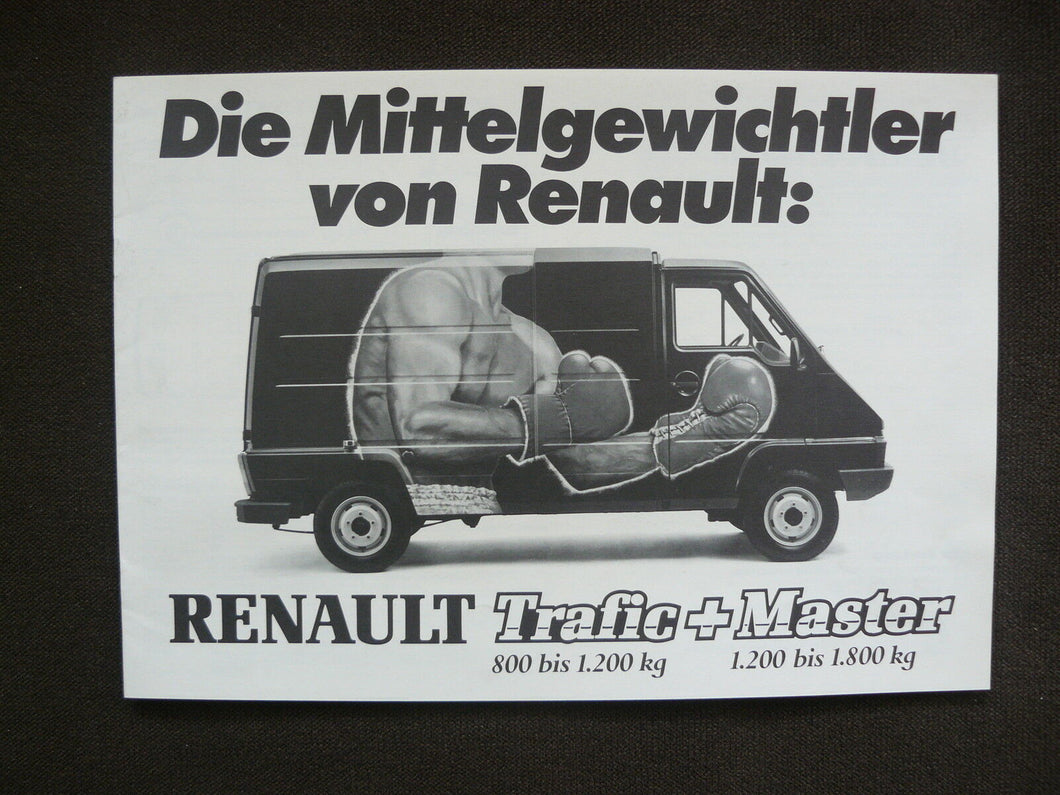 Die Mittelgewichtler
von Renault:
RENAULT Trafic + Master
800 bis 1.200 kg 1.200 bis 1.800 kg